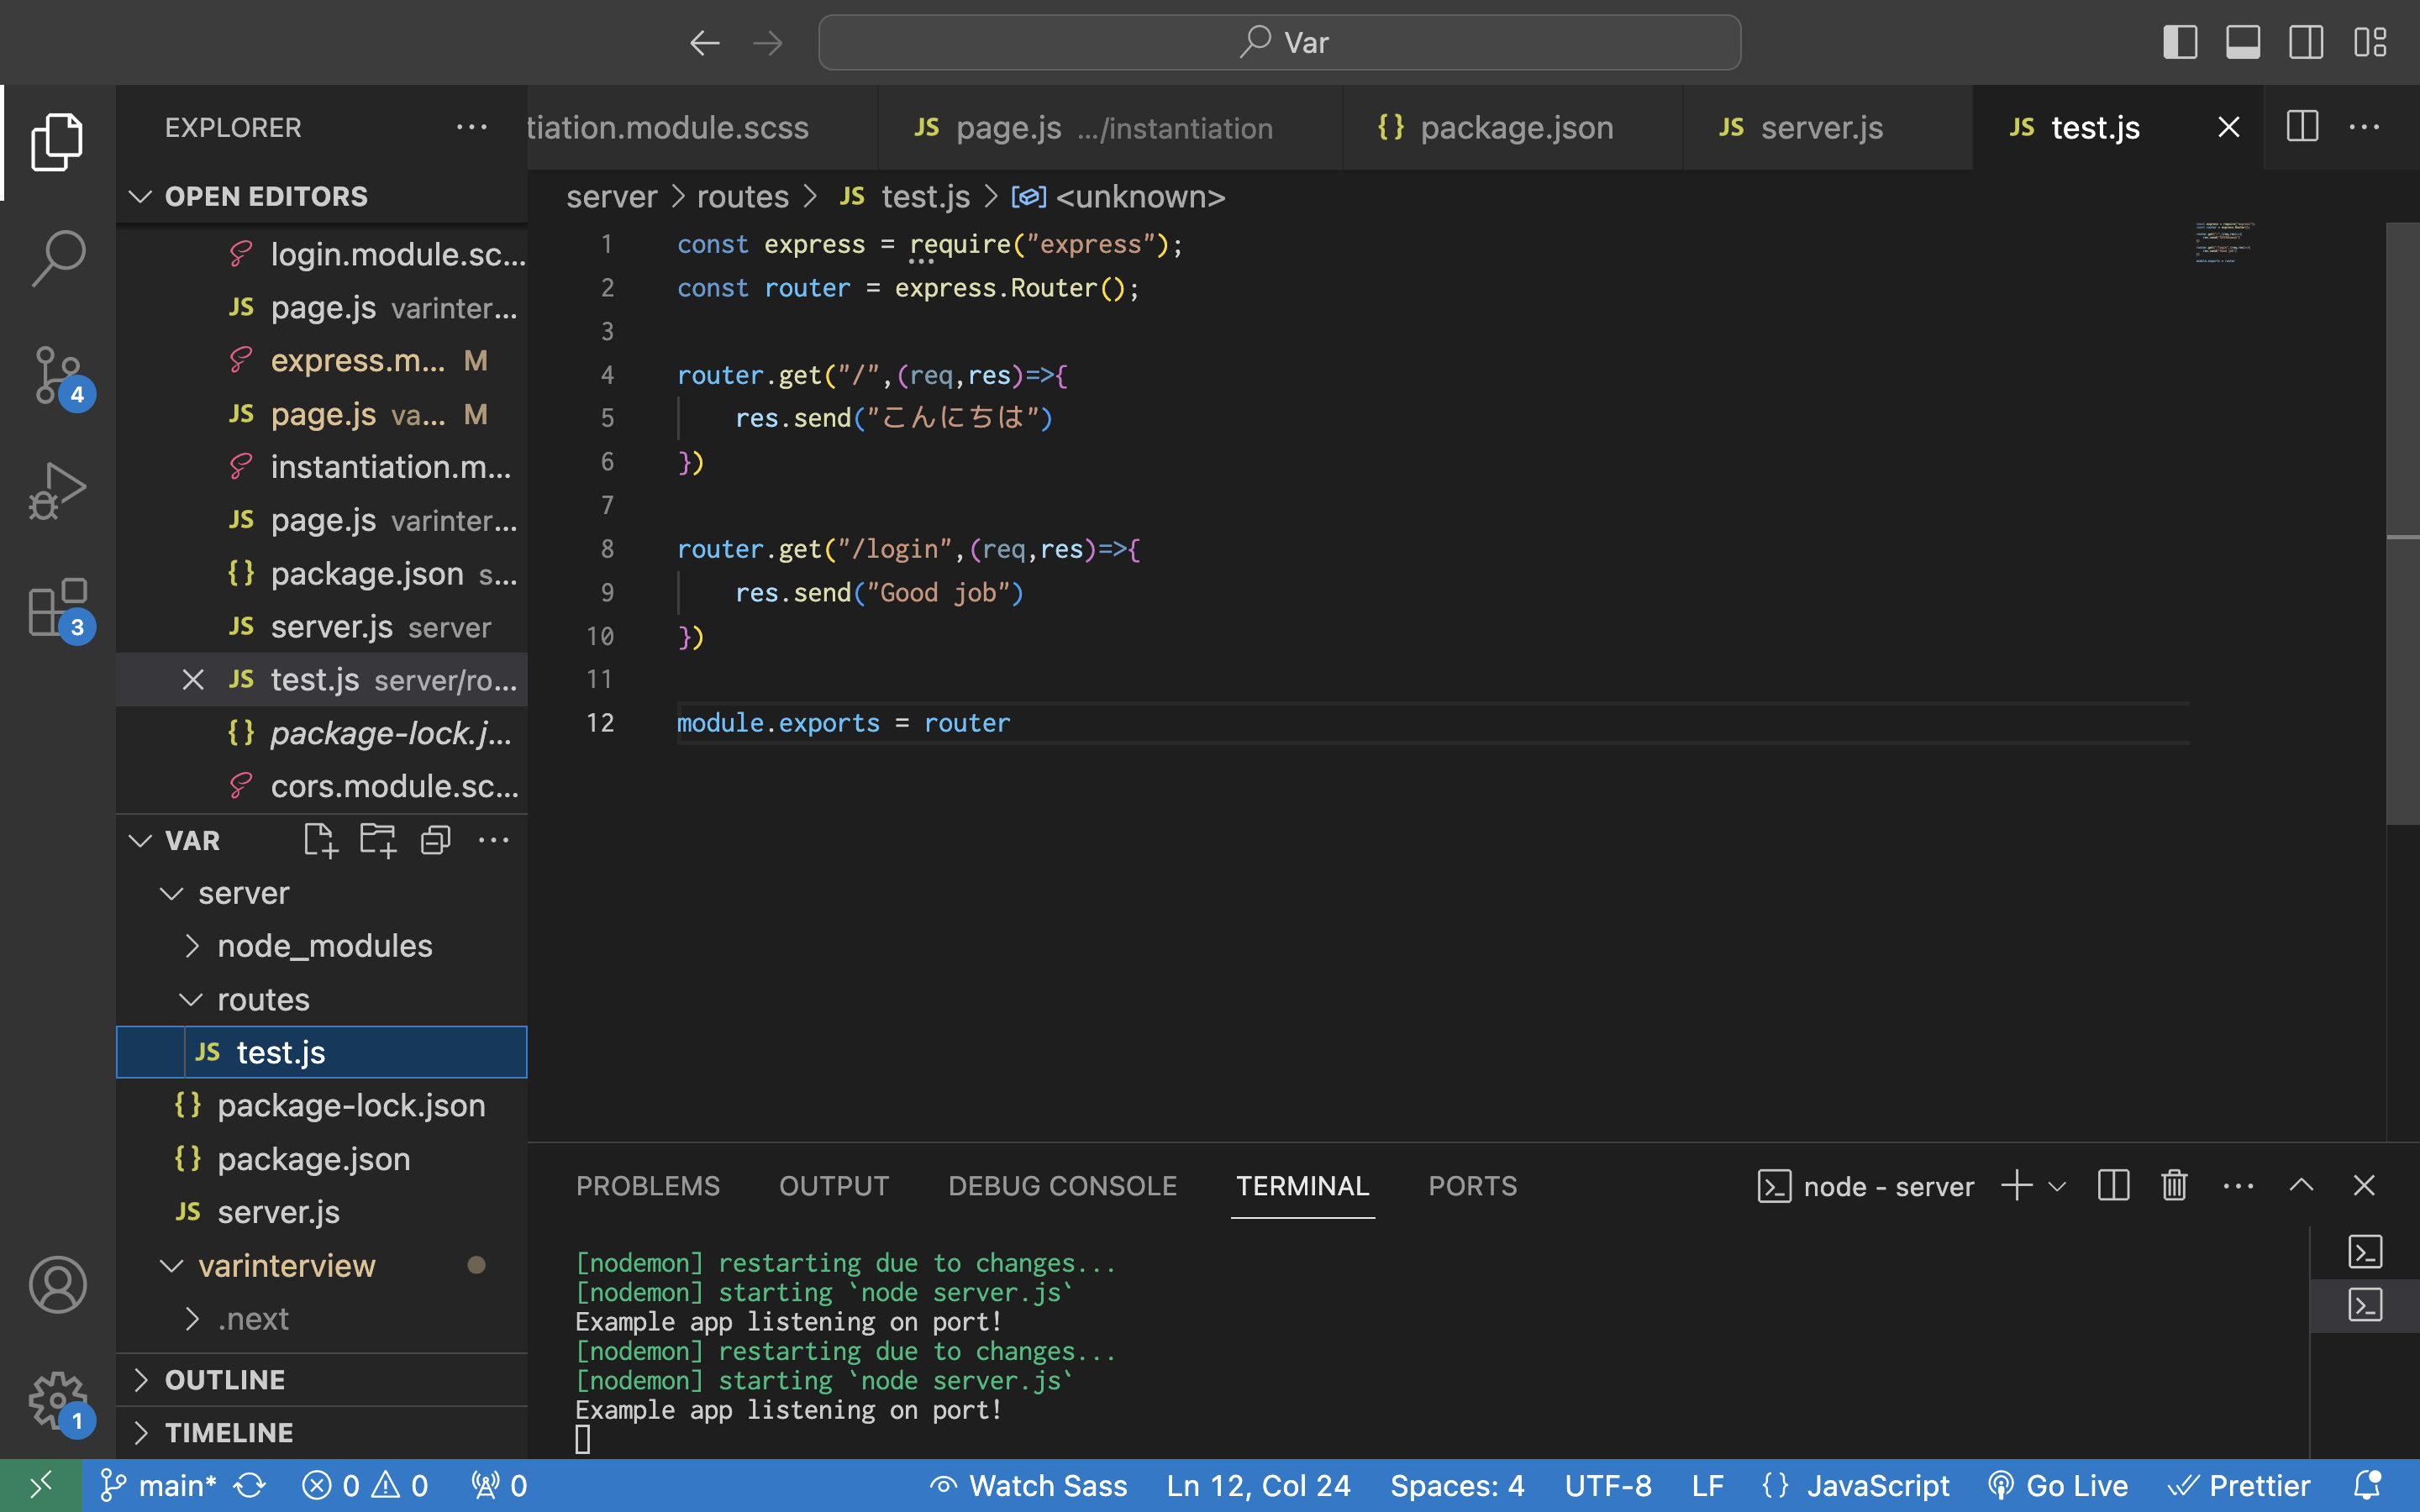 Var
EXPLORER
tiation.module.scss
JS page.js .../instantiation
{} package.json
JS server.js
JS test.js
OPEN EDITORS
login.module.sc...
JS page.js varinter...
express.m... M
JS page.js va... M
instantiation.m...
JS page.js varinter...
{} package.json s...
JS server.js server
JS test.js server/ro...
{} package-lock.j...
cors.module.sc...
VAR
server
node_modules
routes
JS test.js
{} package-lock.json
{} package.json
JS server.js
varinterview
.next
OUTLINE
TIMELINE
4
3
1
server > routes > JS test.js > <unknown>
1 const express = require("express");
2 const router = express.Router();
3
4 router.get("/",(req,res)=>{
5 res.send("こんにちは")
6 })
7
8 router.get("/login",(req,res)=>{
9 res.send("Good job")
10 })
11
12 module.exports = router
PROBLEMS OUTPUT DEBUG CONSOLE TERMINAL PORTS
node - server
[nodemon] restarting due to changes...
[nodemon] starting `node server.js`
Example app listening on port!
[nodemon] restarting due to changes...
[nodemon] starting `node server.js`
Example app listening on port!
main* 0 0 0 Watch Sass Ln 12, Col 24 Spaces: 4 UTF-8 LF {} JavaScript Go Live Prettier